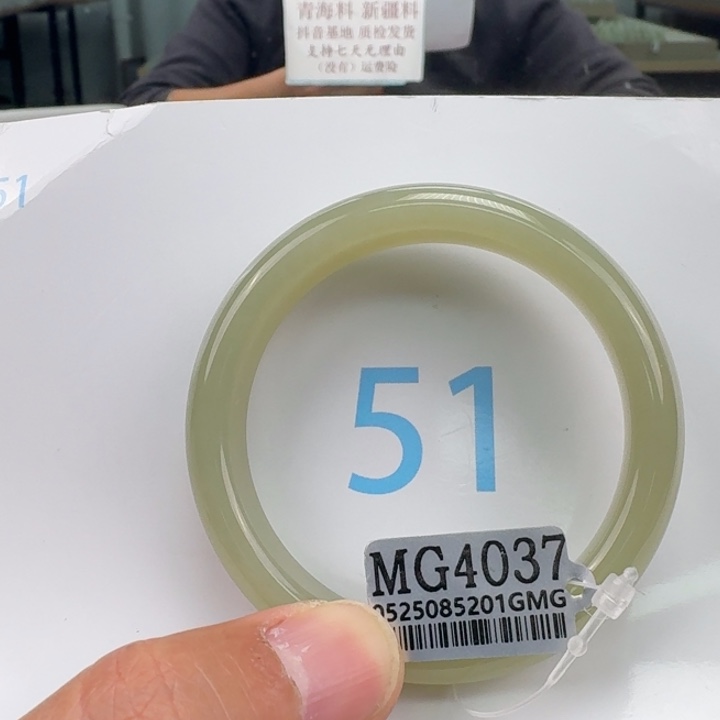 青海料 新疆料
抖音基地 质检发货
支持七天无理由
（没有）运费险
51
51
MG4037
0525085201GMG